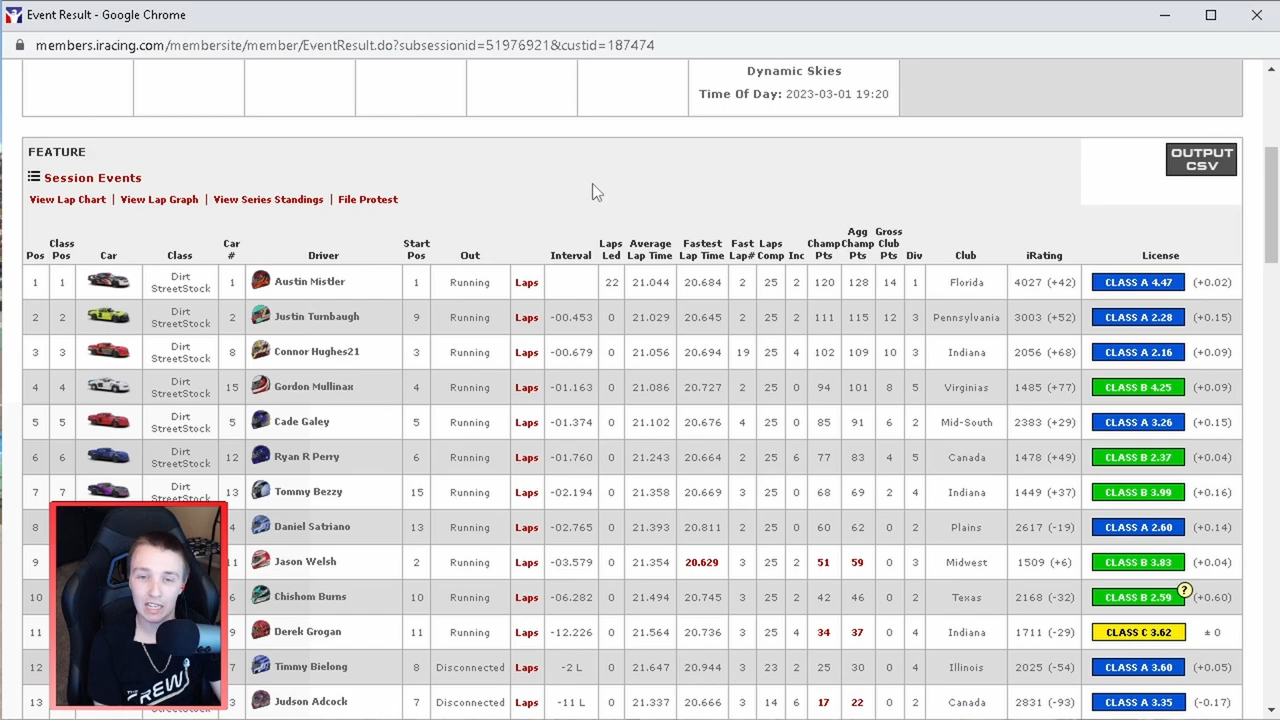 Event Result - Google Chrome
members.iracing.com/membersite/member/EventResult.do?subsessionid=51976921&custid=187474
Dynamic Skies
Time Of Day: 2023-03-01 19:20
FEATURE
OUTPUT CSV
Session Events
View Lap Chart | View Lap Graph | View Series Standings | File Protest
Pos Class Pos Car Class Car # Driver Start Pos Out Interval Laps Led Average Lap Time Fastest Lap Time Fast Lap# Laps Comp Inc Champ Pts Agg Champ Pts Gross Club Pts Div Club iRating License
1 1 Dirt StreetStock 1 Austin Mistler 1 Running Laps 22 21.044 20.684 2 25 2 120 128 14 1 Florida 4027 (+42) CLASS A 4.47 (+0.02)
2 2 Dirt StreetStock 2 Justin Turnbaugh 9 Running Laps -00.453 0 21.029 20.645 2 25 2 111 115 12 3 Pennsylvania 3003 (+52) CLASS A 2.28 (+0.15)
3 3 Dirt StreetStock 8 Connor Hughes21 3 Running Laps -00.679 0 21.056 20.694 19 25 4 102 109 10 3 Indiana 2056 (+68) CLASS A 2.16 (+0.09)
4 4 Dirt StreetStock 15 Gordon Mullinax 4 Running Laps -01.163 0 21.086 20.727 2 25 0 94 101 8 5 Virginias 1485 (+77) CLASS B 4.25 (+0.09)
5 5 Dirt StreetStock 5 Cade Galey 5 Running Laps -01.374 0 21.102 20.676 4 25 0 85 91 6 2 Mid-South 2383 (+29) CLASS A 3.26 (+0.15)
6 6 Dirt StreetStock 12 Ryan R Perry 6 Running Laps -01.760 0 21.243 20.664 2 25 6 77 83 4 5 Canada 1478 (+49) CLASS B 2.37 (+0.04)
7 7 Dirt StreetStock 13 Tommy Bezzy 15 Running Laps -02.194 0 21.358 20.669 3 25 0 68 69 2 4 Indiana 1449 (+37) CLASS B 3.99 (+0.16)
8 4 Daniel Satriano 13 Running Laps -02.765 0 21.393 20.811 2 25 0 60 62 0 2 Plains 2617 (-19) CLASS A 2.60 (+0.14)
9 Jason Welsh 2 Running Laps -03.579 0 21.354 20.629 3 25 2 51 59 0 3 Midwest 1509 (+6) CLASS B 3.83 (+0.04)
10 6 Chishom Burns 10 Running Laps -06.282 0 21.494 20.745 3 25 0 42 46 0 2 Texas 2168 (-32) CLASS B 2.59 ? (+0.60)
11 9 Derek Grogan 11 Running Laps -12.226 0 21.564 20.736 3 25 4 34 37 0 4 Indiana 1711 (-29) CLASS C 3.62 ± 0
12 7 Timmy Bielong 8 Disconnected Laps -2 L 0 21.647 20.944 3 23 2 25 30 0 4 Illinois 2025 (-54) CLASS A 3.60 (+0.05)
13 3 Judson Adcock 7 Disconnected Laps -11 L 0 21.337 20.666 3 14 6 17 22 0 2 Canada 2831 (-93) CLASS A 3.35 (-0.17)
THE CREW